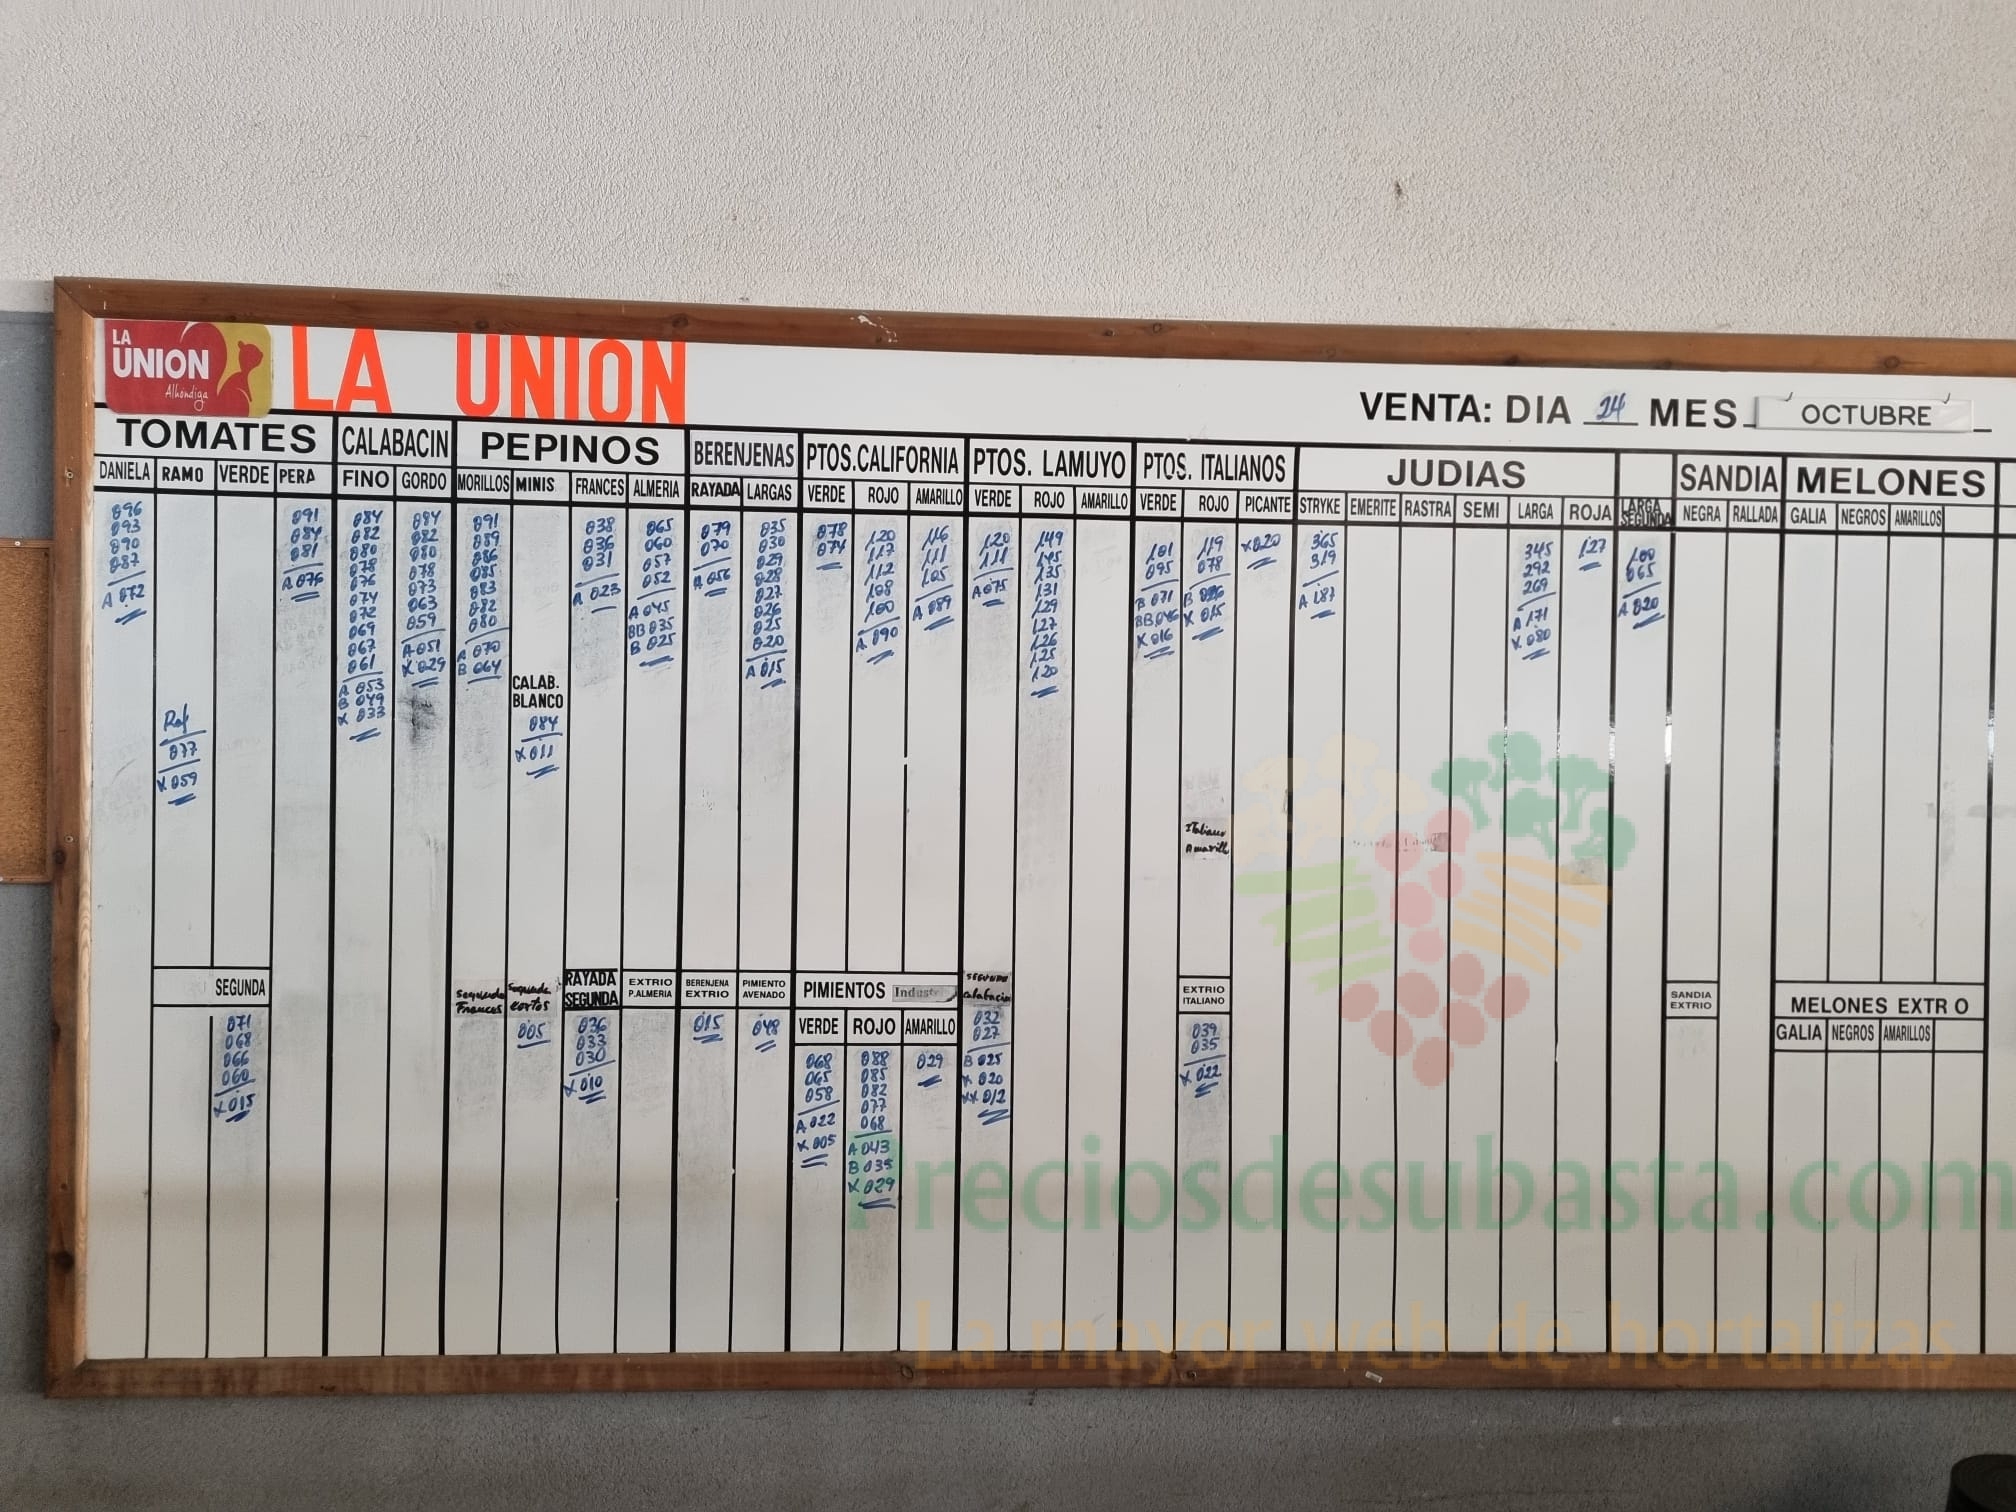 LA
UNION
Alhóndiga
LA UNION
VENTA: DIA 24 MES OCTUBRE
TOMATES CALABACIN PEPINOS BERENJENAS PTOS.CALIFORNIA PTOS. LAMUYO PTOS. ITALIANOS JUDIAS LARGA SEGUNDA SANDIA MELONES
DANIELA RAMO VERDE PERA FINO GORDO MORILLOS MINIS FRANCES ALMERIA RAYADA LARGAS VERDE ROJO AMARILLO VERDE ROJO AMARILLO VERDE ROJO PICANTE STRYKE EMERITE RASTRA SEMI LARGA ROJA NEGRA RALLADA GALIA NEGROS AMARILLOS
096
093
090
087
A 072
Raf
077
X 059
091
084
081
A 076
084
082
080
078
076
074
072
069
067
061
A 053
B 049
X 033
084
082
080
078
073
063
059
A 051
X 029
091
089
086
085
083
082
080
A 070
B 064
CALAB.
BLANCO
084
X 011
038
036
031
A 023
065
060
057
052
A 045
BB 035
B 025
079
070
A 056
035
030
029
028
027
026
025
020
A 015
078
074
120
117
112
108
100
A 090
116
111
105
A 089
120
111
A 075
149
145
135
131
129
127
126
125
120
101
095
B 071
BB 046
X 016
119
078
B 026
X 015
X 020
Italiano
Amarillo
365
319
A 187
345
292
269
A 171
X 080
127
100
065
A 020
SEGUNDA
071
068
066
060
X 015
Segunda
Frances
Segunda
cortos
005
RAYADA
SEGUNDA
036
033
030
X 010
EXTRIO
P.ALMERIA
BERENJENA
EXTRIO
015
PIMIENTO
AVENADO
048
PIMIENTOS Indust
VERDE ROJO AMARILLO
068
065
058
A 022
X 005
088
085
082
077
068
A 043
B 035
X 029
029
SEGUNDA
calabacin
032
027
B 025
X 020
XX 012
EXTRIO
ITALIANO
039
035
X 022
SANDIA
EXTRIO
MELONES EXTR O
GALIA NEGROS AMARILLOS
Preciosdesubasta.com
La mayor web de hortalizas